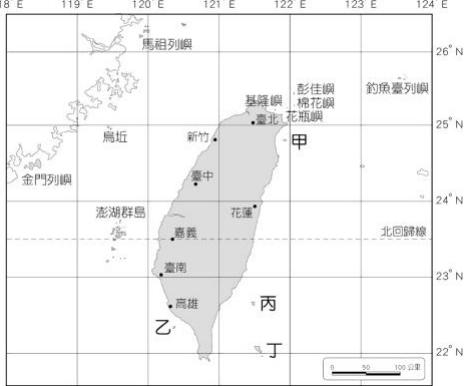 118°E 119°E 120°E 121°E 122°E 123°E 124°E
馬祖列嶼
26°N
彭佳嶼
釣魚臺列嶼
基隆嶼 棉花嶼
臺北 花瓶嶼
25°N
烏坵
新竹
甲
金門列嶼
臺中
24°N
澎湖群島
花蓮
嘉義
北回歸線
臺南
23°N
高雄
丙
乙
丁
22°N
0 50 100 公里